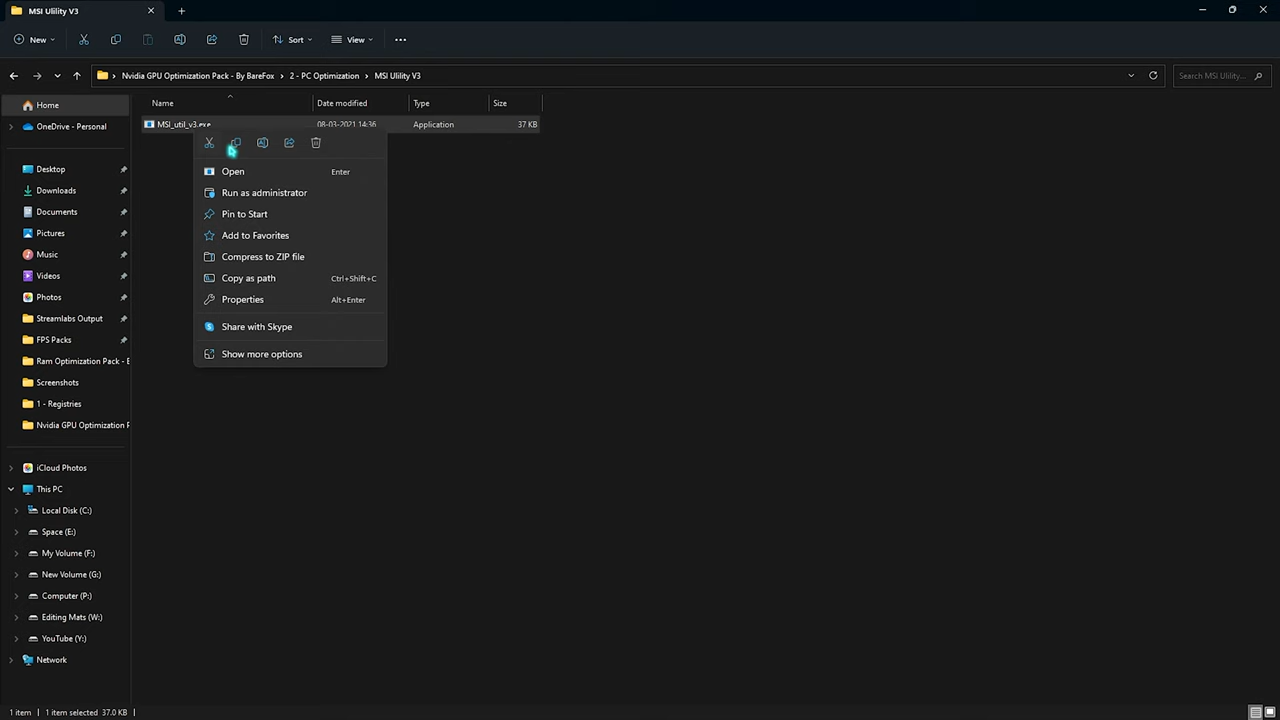 MSI Ulility V3
New
Sort
View
Nvidia GPU Optimization Pack - By BareFox
2 - PC Optimization
MSI Ulility V3
Search MSI Ulility...
Home
OneDrive - Personal
Desktop
Downloads
Documents
Pictures
Music
Videos
Photos
Streamlabs Output
FPS Packs
Ram Optimization Pack -
Screenshots
1 - Registries
Nvidia GPU Optimization
iCloud Photos
This PC
Local Disk (C:)
Space (E:)
My Volume (F:)
New Volume (G:)
Computer (P:)
Editing Mats (W:)
YouTube (Y:)
Network
Name Date modified Type Size
MSI_util_v3.exe 08-03-2021 14:36 Application 37 KB
Open Enter
Run as administrator
Pin to Start
Add to Favorites
Compress to ZIP file
Copy as path Ctrl+Shift+C
Properties Alt+Enter
Share with Skype
Show more options
1 item 1 item selected 37.0 KB